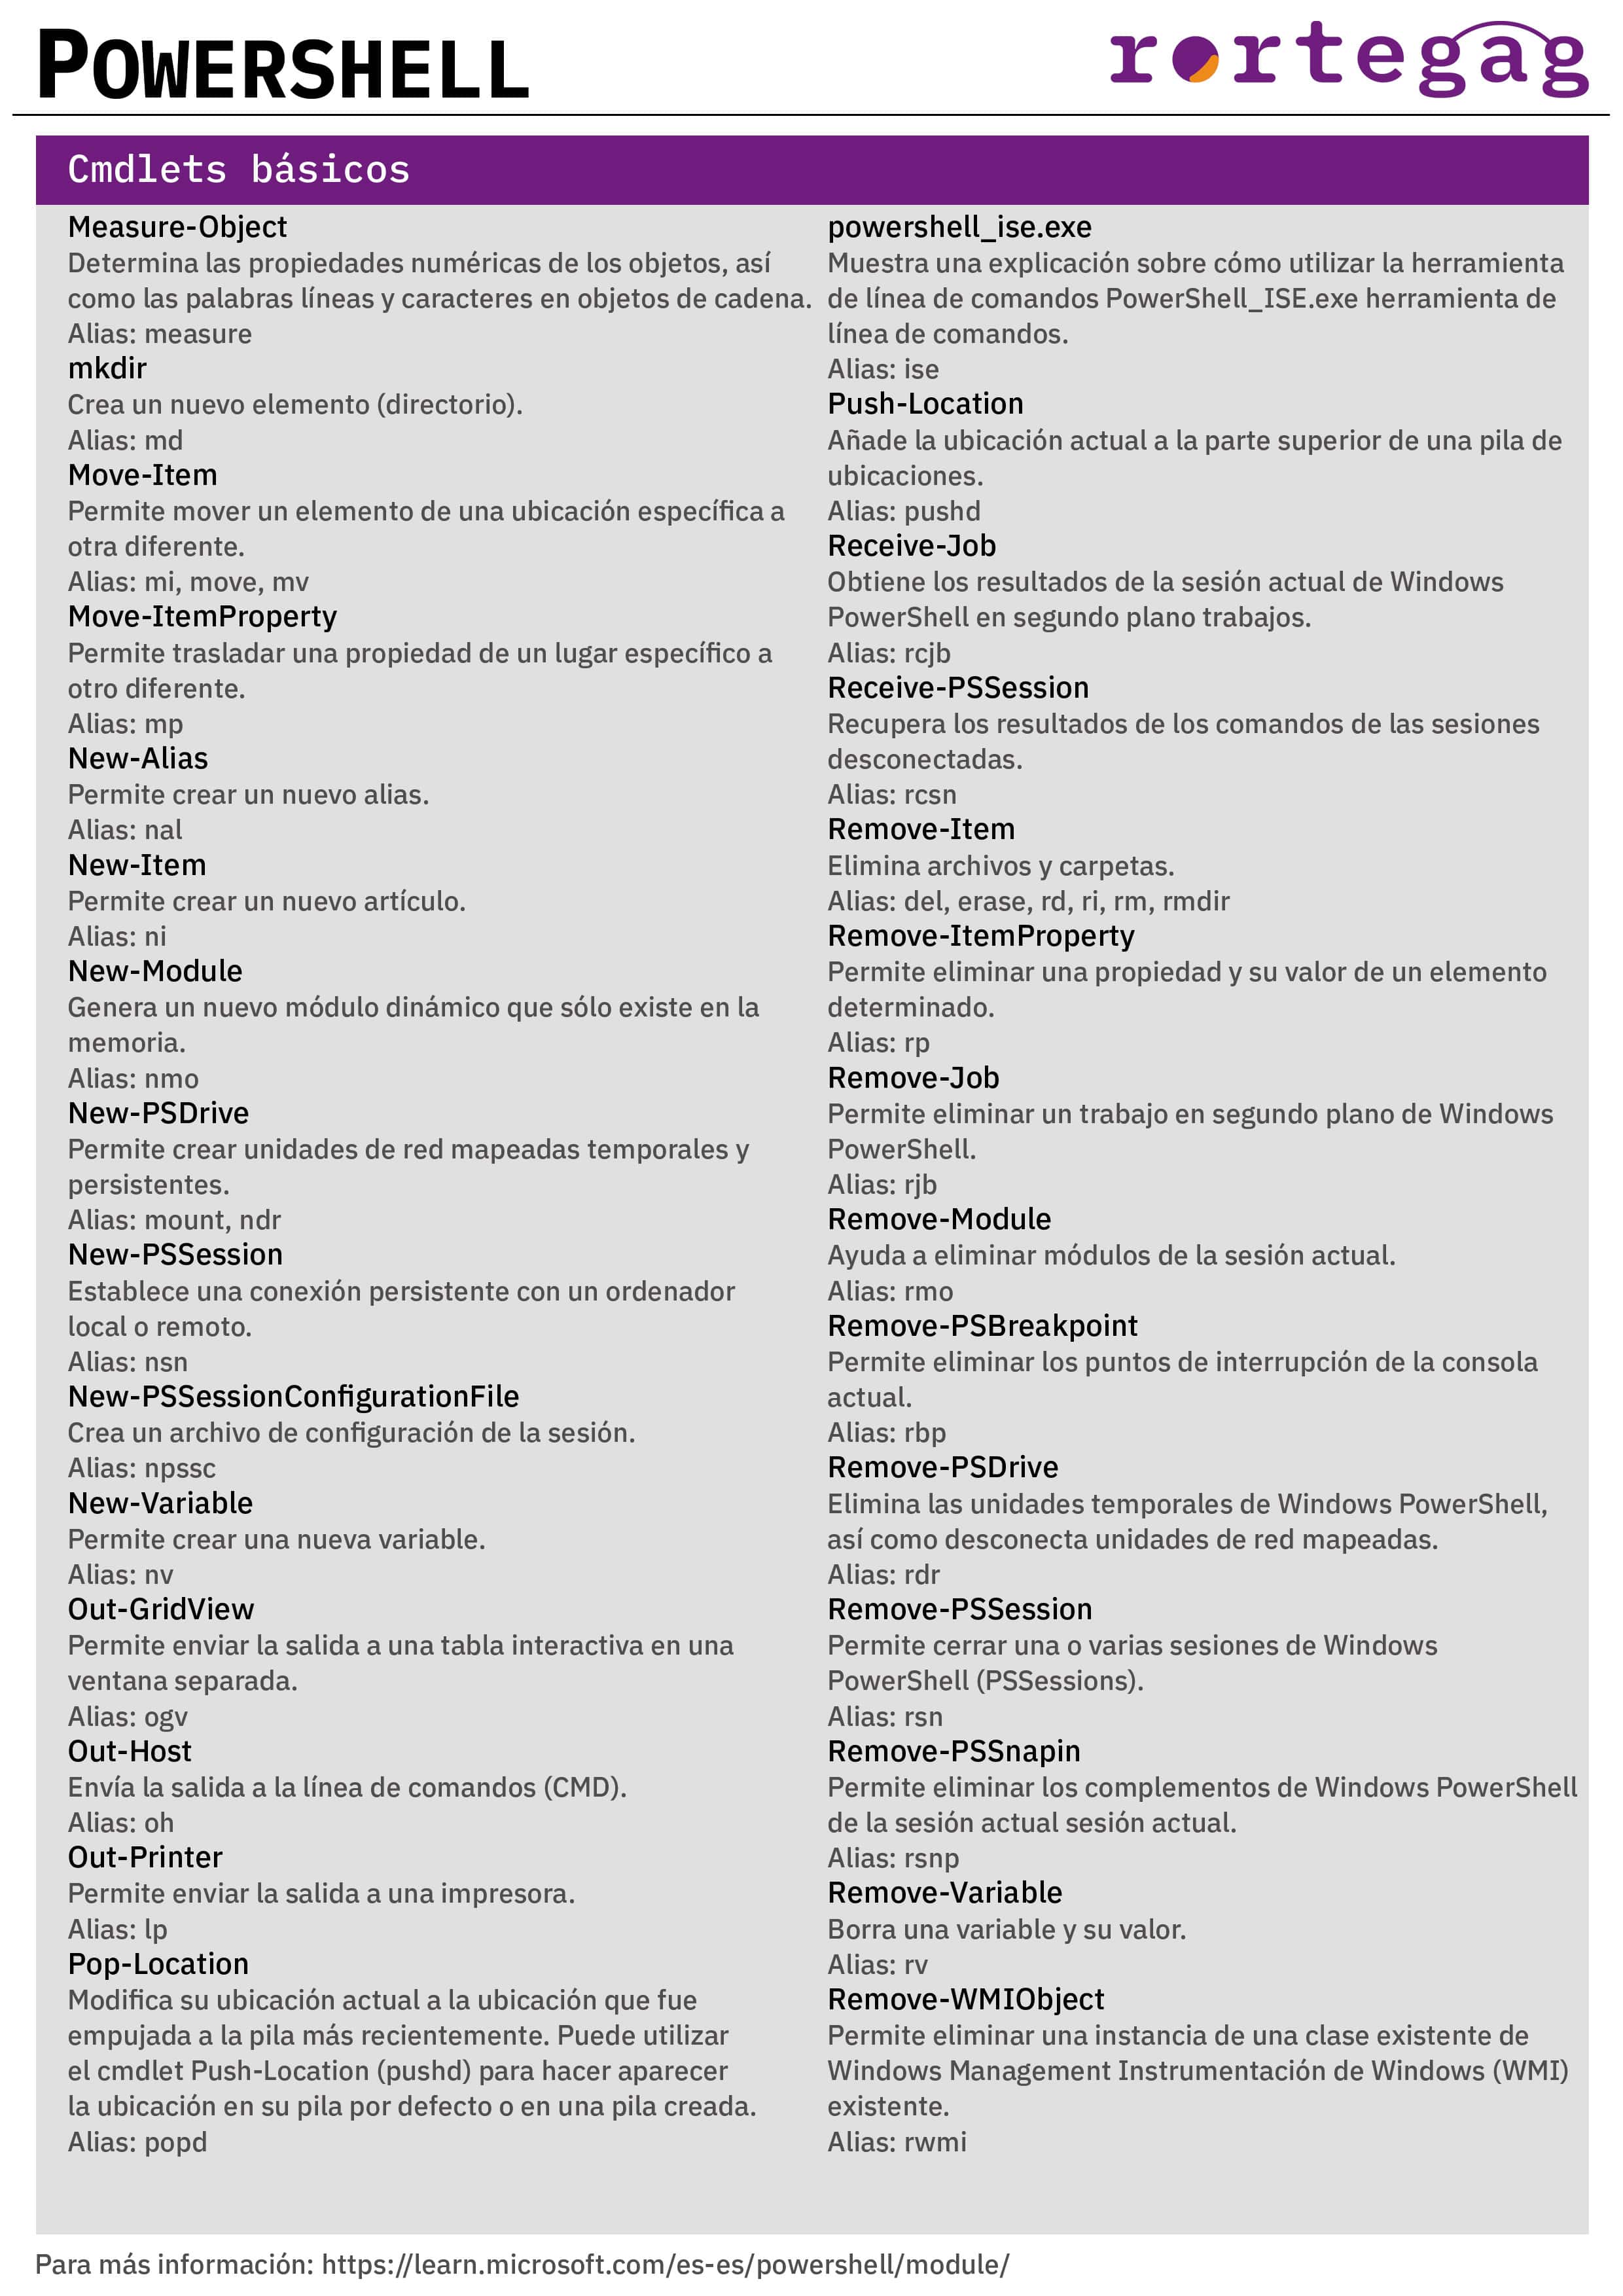 POWERSHELL
rortegag
Cmdlets básicos
Measure-Object
Determina las propiedades numéricas de los objetos, así
como las palabras líneas y caracteres en objetos de cadena.
Alias: measure
mkdir
Crea un nuevo elemento (directorio).
Alias: md
Move-Item
Permite mover un elemento de una ubicación específica a
otra diferente.
Alias: mi, move, mv
Move-ItemProperty
Permite trasladar una propiedad de un lugar específico a
otro diferente.
Alias: mp
New-Alias
Permite crear un nuevo alias.
Alias: nal
New-Item
Permite crear un nuevo artículo.
Alias: ni
New-Module
Genera un nuevo módulo dinámico que sólo existe en la
memoria.
Alias: nmo
New-PSDrive
Permite crear unidades de red mapeadas temporales y
persistentes.
Alias: mount, ndr
New-PSSession
Establece una conexión persistente con un ordenador
local o remoto.
Alias: nsn
New-PSSessionConfigurationFile
Crea un archivo de configuración de la sesión.
Alias: npssc
New-Variable
Permite crear una nueva variable.
Alias: nv
Out-GridView
Permite enviar la salida a una tabla interactiva en una
ventana separada.
Alias: ogv
Out-Host
Envía la salida a la línea de comandos (CMD).
Alias: oh
Out-Printer
Permite enviar la salida a una impresora.
Alias: lp
Pop-Location
Modifica su ubicación actual a la ubicación que fue
empujada a la pila más recientemente. Puede utilizar
el cmdlet Push-Location (pushd) para hacer aparecer
la ubicación en su pila por defecto o en una pila creada.
Alias: popd
powershell_ise.exe
Muestra una explicación sobre cómo utilizar la herramienta
de línea de comandos PowerShell_ISE.exe herramienta de
línea de comandos.
Alias: ise
Push-Location
Añade la ubicación actual a la parte superior de una pila de
ubicaciones.
Alias: pushd
Receive-Job
Obtiene los resultados de la sesión actual de Windows
PowerShell en segundo plano trabajos.
Alias: rcjb
Receive-PSSession
Recupera los resultados de los comandos de las sesiones
desconectadas.
Alias: rcsn
Remove-Item
Elimina archivos y carpetas.
Alias: del, erase, rd, ri, rm, rmdir
Remove-ItemProperty
Permite eliminar una propiedad y su valor de un elemento
determinado.
Alias: rp
Remove-Job
Permite eliminar un trabajo en segundo plano de Windows
PowerShell.
Alias: rjb
Remove-Module
Ayuda a eliminar módulos de la sesión actual.
Alias: rmo
Remove-PSBreakpoint
Permite eliminar los puntos de interrupción de la consola
actual.
Alias: rbp
Remove-PSDrive
Elimina las unidades temporales de Windows PowerShell,
así como desconecta unidades de red mapeadas.
Alias: rdr
Remove-PSSession
Permite cerrar una o varias sesiones de Windows
PowerShell (PSSessions).
Alias: rsn
Remove-PSSnapin
Permite eliminar los complementos de Windows PowerShell
de la sesión actual sesión actual.
Alias: rsnp
Remove-Variable
Borra una variable y su valor.
Alias: rv
Remove-WMIObject
Permite eliminar una instancia de una clase existente de
Windows Management Instrumentación de Windows (WMI)
existente.
Alias: rwmi
Para más información: https://learn.microsoft.com/es-es/powershell/module/